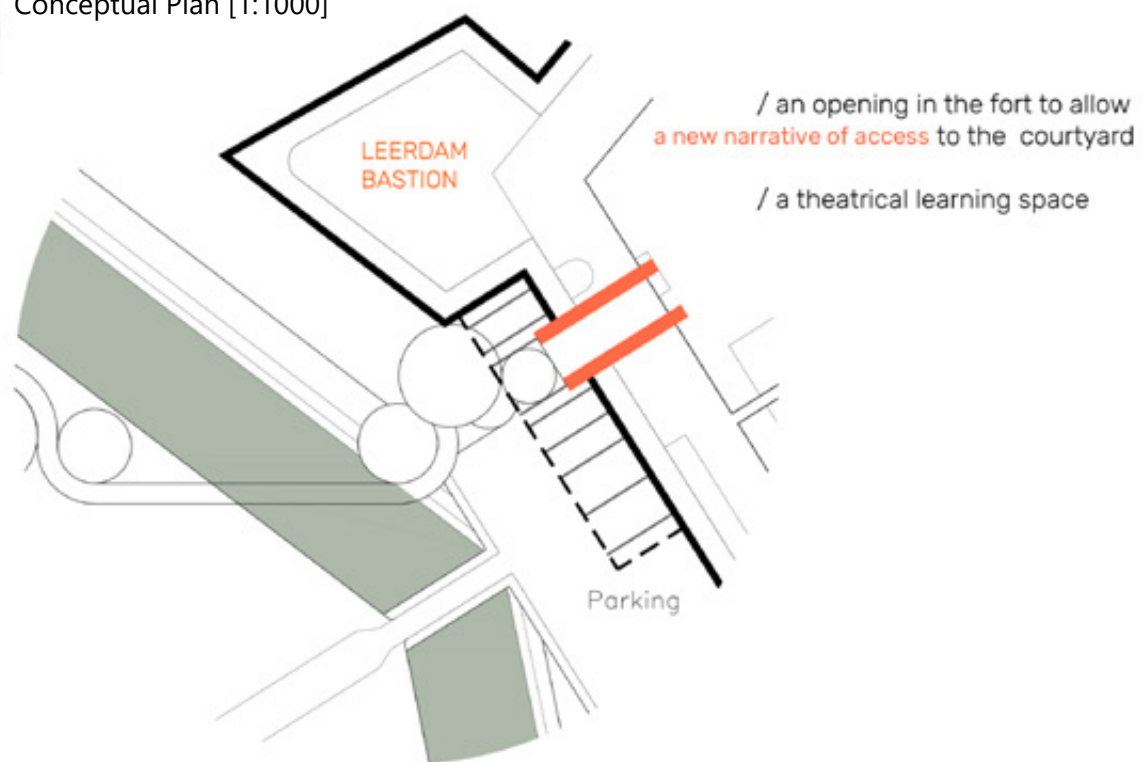 Conceptual Plan [1:1000]
/ an opening in the fort to allow
a new narrative of access to the courtyard
/ a theatrical learning space
LEERDAM
BASTION
Parking